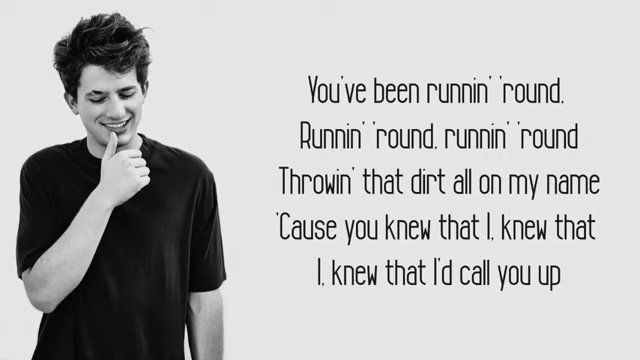 You've been runnin' 'round,
Runnin' 'round, runnin' 'round
Throwin' that dirt all on my name
'Cause you knew that I, knew that
I, knew that I'd call you up